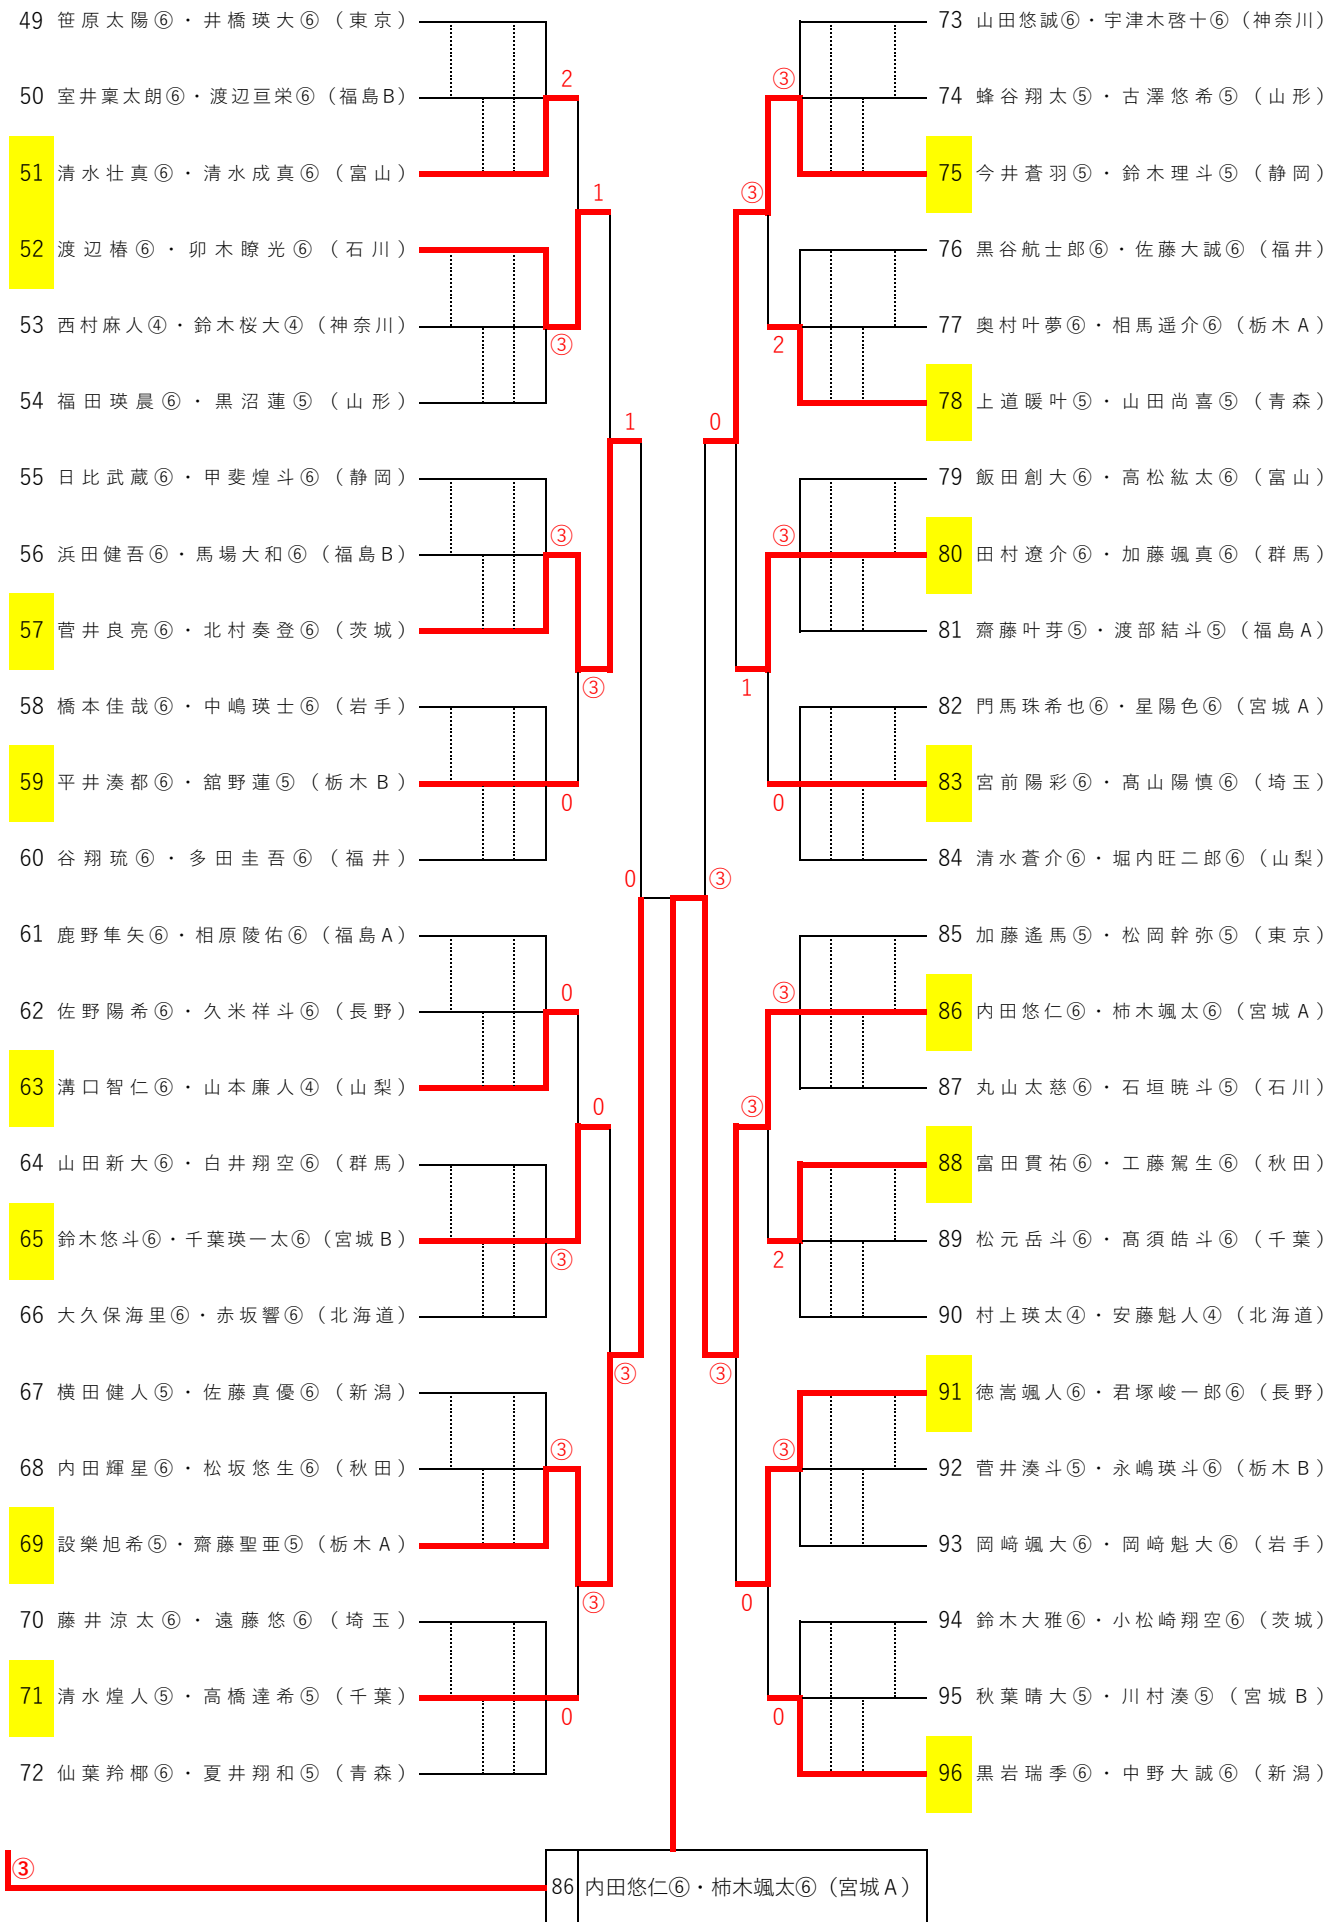 49 笹原太陽⑥・井橋瑛大⑥（東京）
50 室井稟太朗⑥・渡辺亘栄⑥（福島B）
2
51 清水壮真⑥・清水成真⑥（富山）
1
52 渡辺椿⑥・卯木瞭光⑥（石川）
53 西村麻人④・鈴木桜大④（神奈川）
③
54 福田瑛晨⑥・黒沼蓮⑤（山形）
1
55 日比武蔵⑥・甲斐煌斗⑥（静岡）
56 浜田健吾⑥・馬場大和⑥（福島B）
③
57 菅井良亮⑥・北村奏登⑥（茨城）
③
58 橋本佳哉⑥・中嶋瑛士⑥（岩手）
59 平井湊都⑥・舘野蓮⑤（栃木B）
0
60 谷翔琉⑥・多田圭吾⑥（福井）
0
61 鹿野隼矢⑥・相原陵佑⑥（福島A）
62 佐野陽希⑥・久米祥斗⑥（長野）
0
63 溝口智仁⑥・山本廉人④（山梨）
0
64 山田新大⑥・白井翔空⑥（群馬）
65 鈴木悠斗⑥・千葉瑛一太⑥（宮城B）
③
66 大久保海里⑥・赤坂響⑥（北海道）
③
67 横田健人⑤・佐藤真優⑥（新潟）
68 内田輝星⑥・松坂悠生⑥（秋田）
③
69 設樂旭希⑤・齋藤聖亜⑤（栃木A）
③
70 藤井涼太⑥・遠藤悠⑥（埼玉）
71 清水煌人⑤・高橋達希⑤（千葉）
0
72 仙葉羚椰⑥・夏井翔和⑤（青森）
73 山田悠誠⑥・宇津木啓十⑥（神奈川）
③
74 蜂谷翔太⑤・古澤悠希⑤（山形）
75 今井蒼羽⑤・鈴木理斗⑤（静岡）
③
76 黒谷航士郎⑥・佐藤大誠⑥（福井）
77 奥村叶夢⑥・相馬遥介⑥（栃木A）
2
78 上道暖叶⑤・山田尚喜⑤（青森）
0
79 飯田創大⑥・高松紘太⑥（富山）
③
80 田村遼介⑥・加藤颯真⑥（群馬）
81 齋藤叶芽⑤・渡部結斗⑤（福島A）
1
82 門馬珠希也⑥・星陽色⑥（宮城A）
83 宮前陽彩⑥・髙山陽慎⑥（埼玉）
0
84 清水蒼介⑥・堀内旺二郎⑥（山梨）
③
85 加藤遙馬⑤・松岡幹弥⑤（東京）
③
86 内田悠仁⑥・柿木颯太⑥（宮城A）
87 丸山太慈⑥・石垣暁斗⑤（石川）
③
88 富田貫祐⑥・工藤駕生⑥（秋田）
89 松元岳斗⑥・髙須皓斗⑥（千葉）
2
90 村上瑛太④・安藤魁人④（北海道）
③
91 徳嵩颯人⑥・君塚峻一郎⑥（長野）
③
92 菅井湊斗⑤・永嶋瑛斗⑥（栃木B）
93 岡﨑颯大⑥・岡﨑魁大⑥（岩手）
0
94 鈴木大雅⑥・小松崎翔空⑥（茨城）
95 秋葉晴大⑤・川村湊⑤（宮城B）
0
96 黒岩瑞季⑥・中野大誠⑥（新潟）
③
86 内田悠仁⑥・柿木颯太⑥（宮城A）